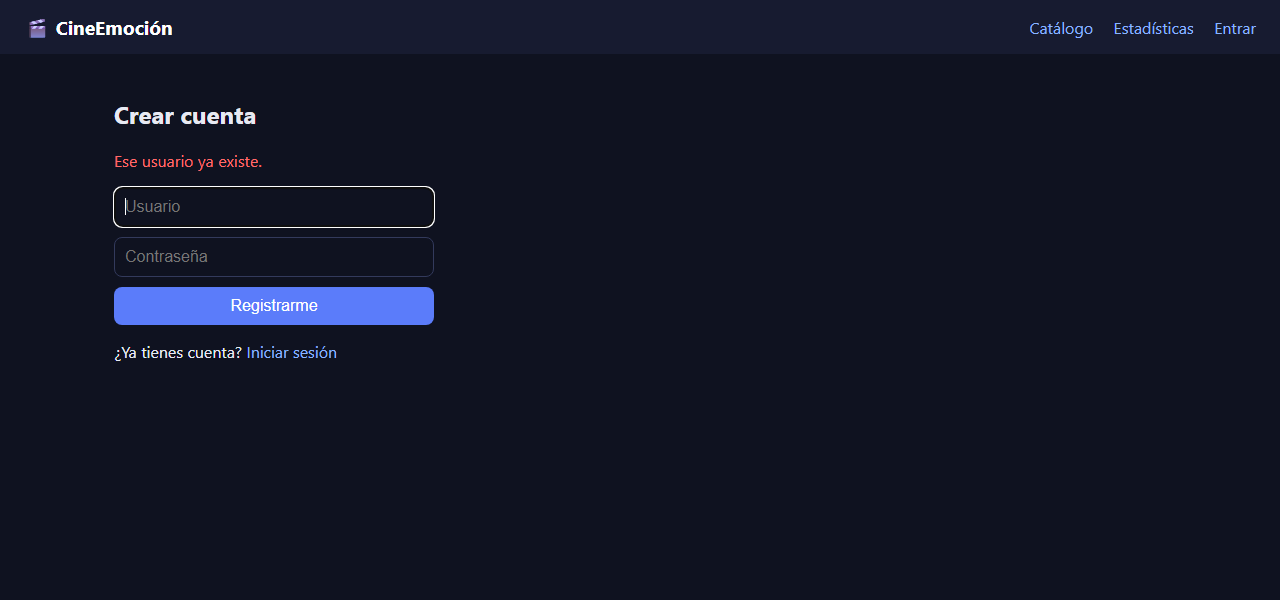 CineEmoción
Catálogo Estadísticas Entrar
Crear cuenta
Ese usuario ya existe.
Usuario
Contraseña
Registrarme
¿Ya tienes cuenta? Iniciar sesión